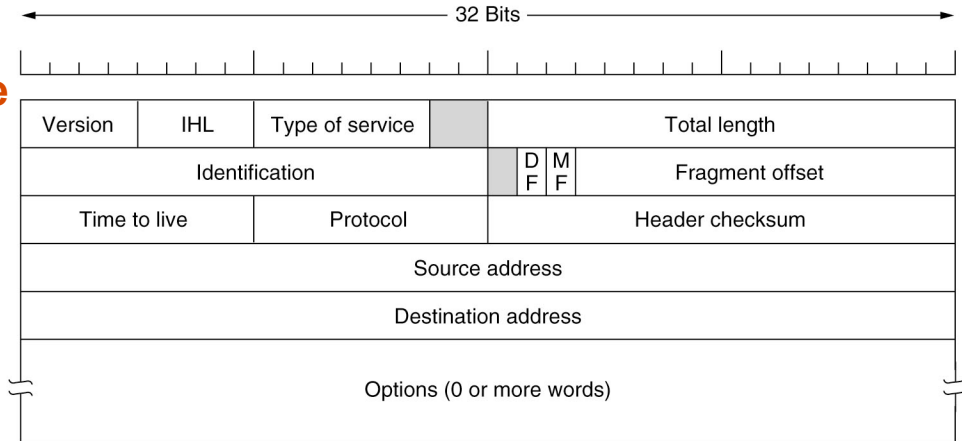 32 Bits
e
Version IHL Type of service Total length
Identification D F M F Fragment offset
Time to live Protocol Header checksum
Source address
Destination address
Options (0 or more words)